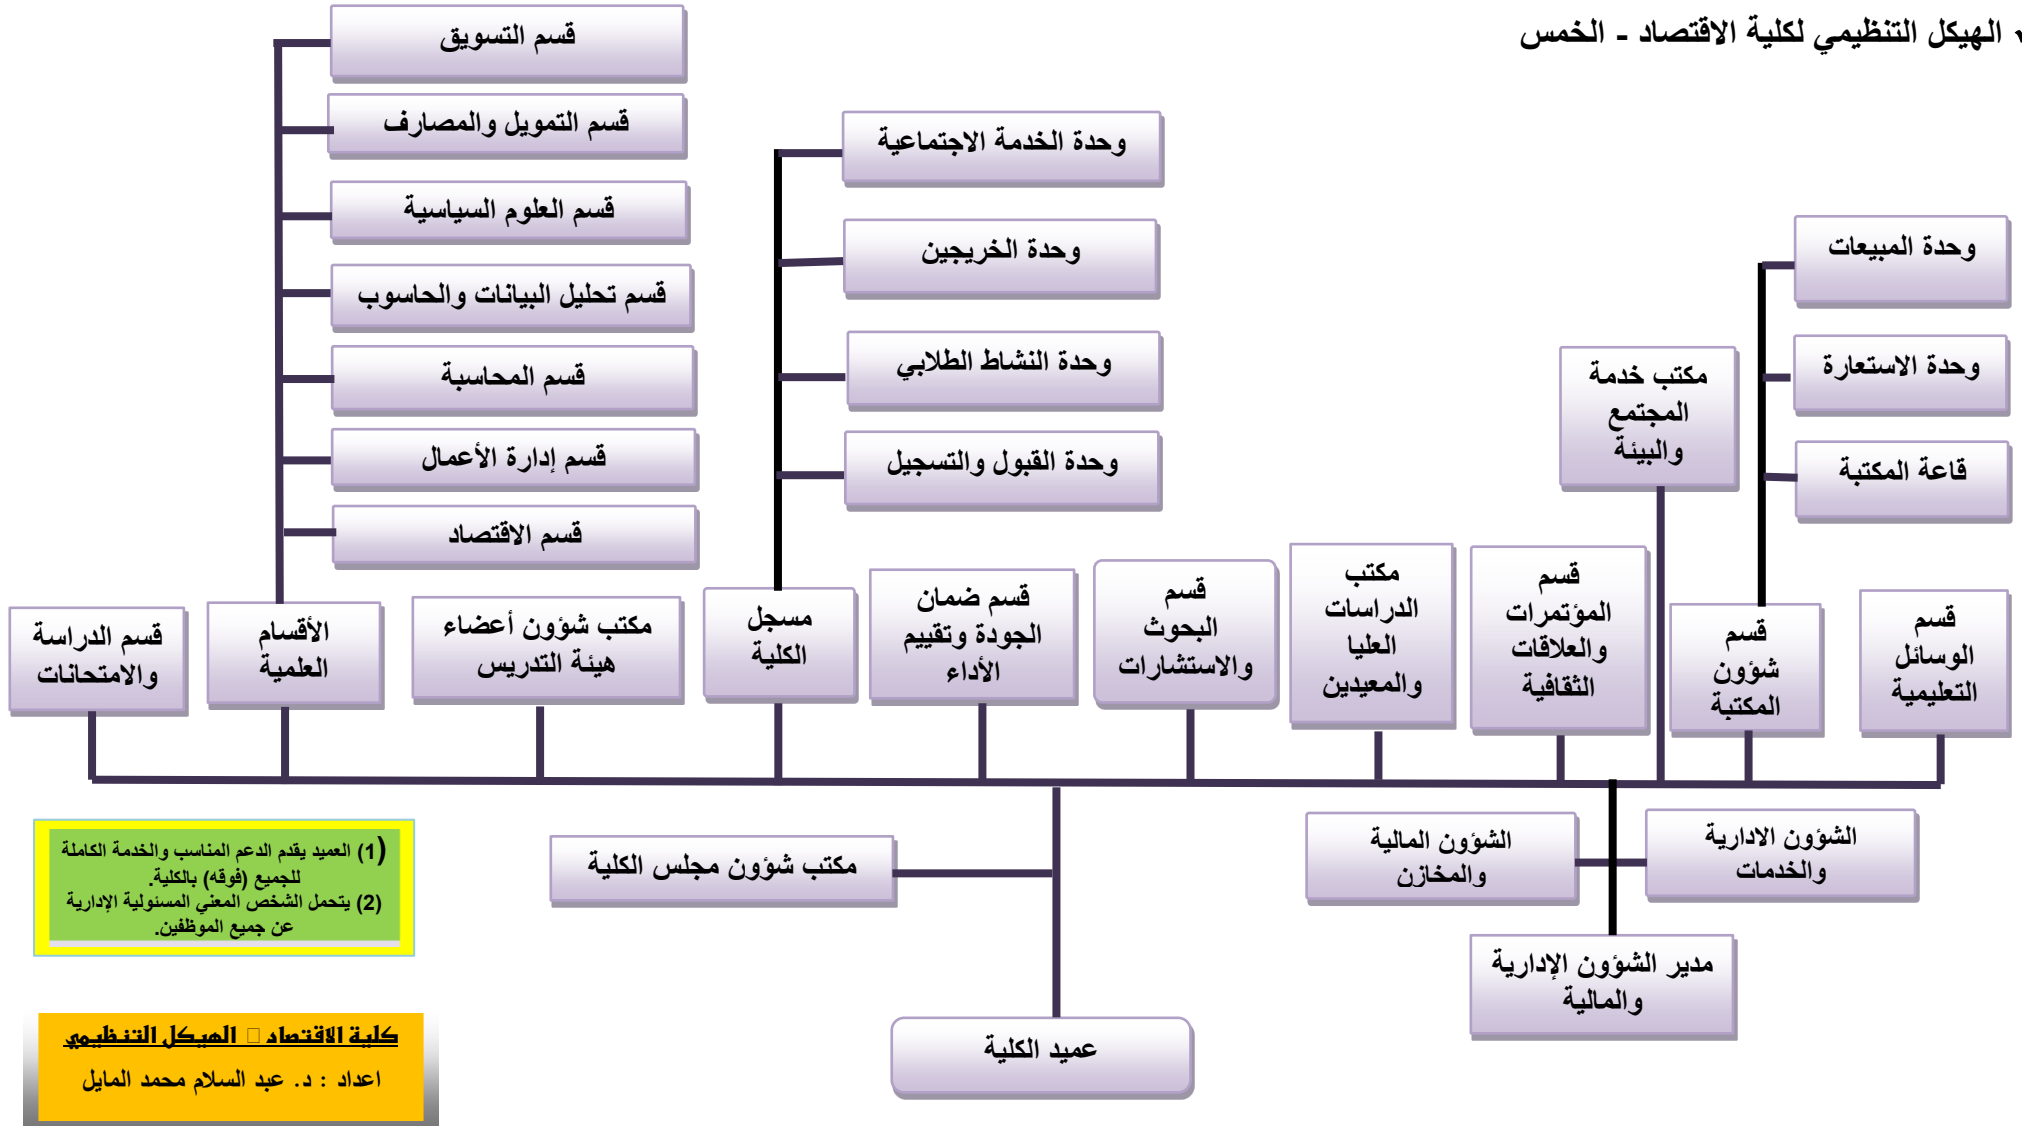 الهيكل التنظيمي لكلية الاقتصاد - الخمس
قسم التسويق
قسم التمويل والمصارف
قسم العلوم السياسية
قسم تحليل البيانات والحاسوب
قسم المحاسبة
قسم إدارة الأعمال
قسم الاقتصاد
وحدة الخدمة الاجتماعية
وحدة الخريجين
وحدة النشاط الطلابي
وحدة القبول والتسجيل
وحدة المبيعات
وحدة الاستعارة
قاعة المكتبة
مكتب خدمة
المجتمع
والبيئة
قسم
الوسائل
التعليمية
قسم
شؤون
المكتبة
قسم
المؤتمرات
والعلاقات
الثقافية
مكتب
الدراسات
العليا
والمعيدين
قسم
البحوث
والاستشارات
قسم ضمان
الجودة وتقييم
الأداء
مسجل
الكلية
مكتب شؤون أعضاء
هيئة التدريس
الأقسام
العلمية
قسم الدراسة
والامتحانات
الشؤون الادارية
والخدمات
الشؤون المالية
والمخازن
مدير الشؤون الإدارية
والمالية
مكتب شؤون مجلس الكلية
عميد الكلية
(1) العميد يقدم الدعم المناسب والخدمة الكاملة
للجميع (فوقه) بالكلية.
(2) يتحمل الشخص المعني المسئولية الإدارية
عن جميع الموظفين.
كلية الاقتصاد □ الهيكل التنظيمي
اعداد : د. عبد السلام محمد المايل